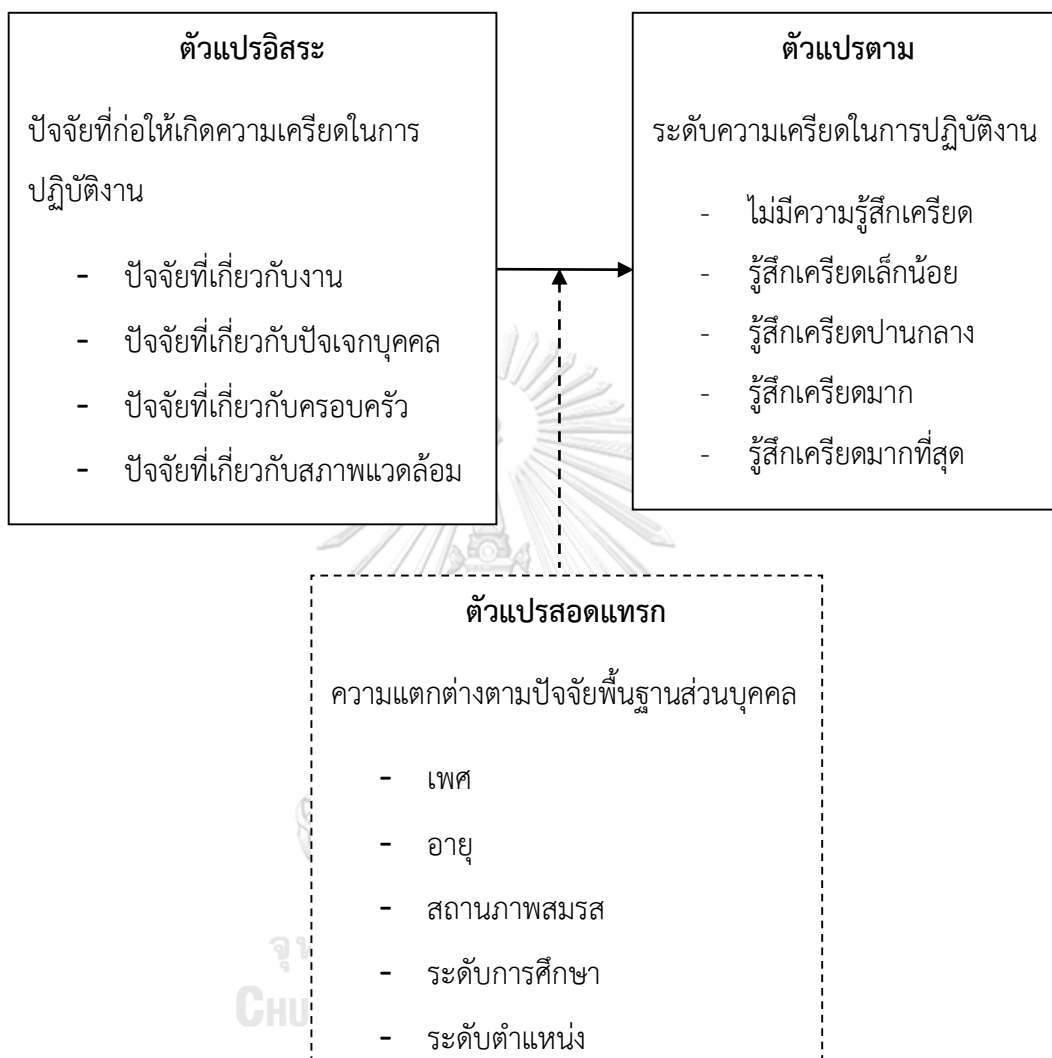 ตัวแปรอิสระ
ปัจจัยที่ก่อให้เกิดความเครียดในการ
ปฏิบัติงาน
- ปัจจัยที่เกี่ยวกับงาน
- ปัจจัยที่เกี่ยวกับปัจเจกบุคคล
- ปัจจัยที่เกี่ยวกับครอบครัว
- ปัจจัยที่เกี่ยวกับสภาพแวดล้อม
ตัวแปรตาม
ระดับความเครียดในการปฏิบัติงาน
- ไม่มีความรู้สึกเครียด
- รู้สึกเครียดเล็กน้อย
- รู้สึกเครียดปานกลาง
- รู้สึกเครียดมาก
- รู้สึกเครียดมากที่สุด
ตัวแปรสอดแทรก
ความแตกต่างตามปัจจัยพื้นฐานส่วนบุคคล
- เพศ
- อายุ
- สถานภาพสมรส
- ระดับการศึกษา
- ระดับตำแหน่ง